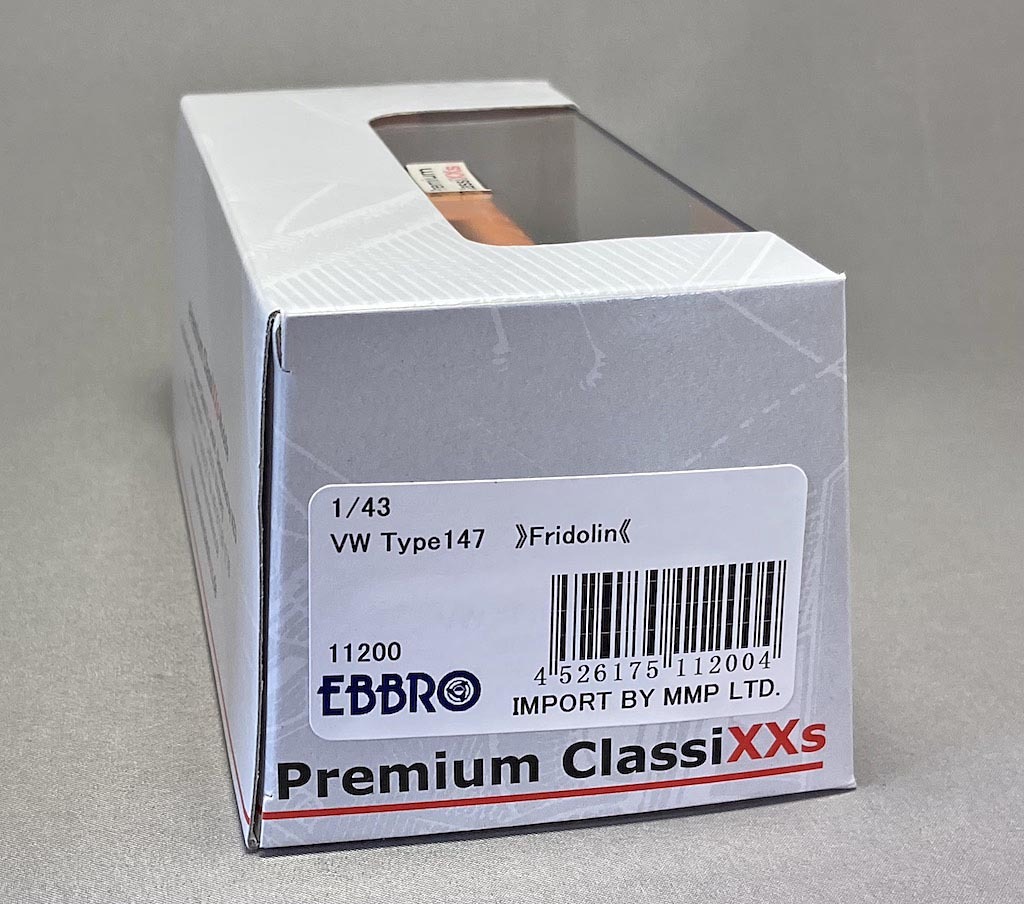 1/43
VW Type147 》Fridolin《
11200
EBBRO
4 526175 112004
IMPORT BY MMP LTD.
Premium ClassiXXs